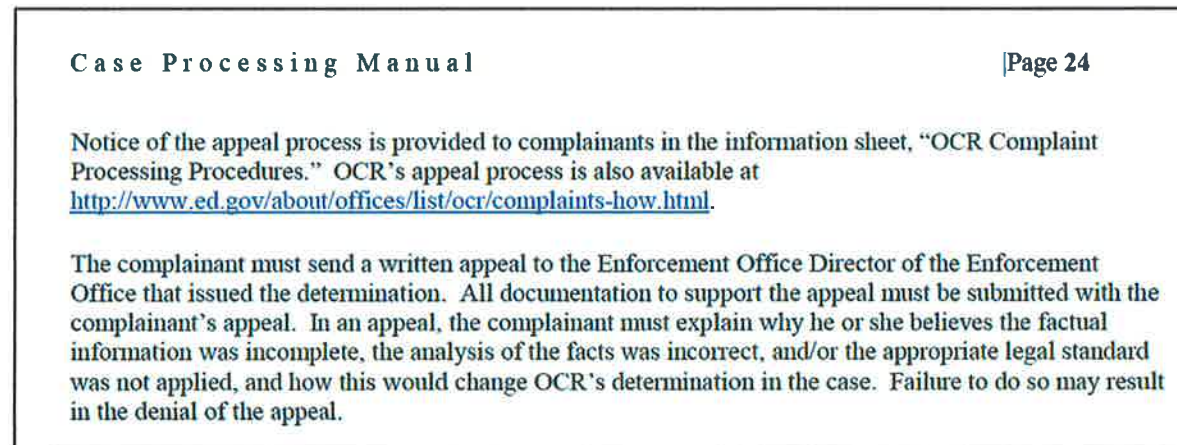 Case Processing Manual |Page 24
Notice of the appeal process is provided to complainants in the information sheet, “OCR Complaint
Processing Procedures.” OCR’s appeal process is also available at
http://www.ed.gov/about/offices/list/ocr/complaints-how.html.
The complainant must send a written appeal to the Enforcement Office Director of the Enforcement
Office that issued the determination. All documentation to support the appeal must be submitted with the
complainant’s appeal. In an appeal, the complainant must explain why he or she believes the factual
information was incomplete, the analysis of the facts was incorrect, and/or the appropriate legal standard
was not applied, and how this would change OCR’s determination in the case. Failure to do so may result
in the denial of the appeal.